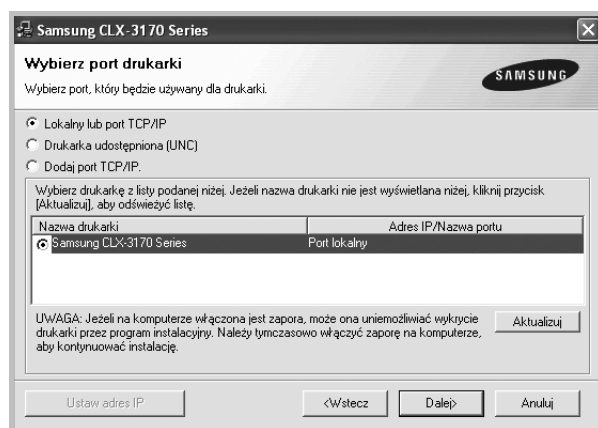 Samsung CLX-3170 Series
Wybierz port drukarki
Wybierz port, który będzie używany dla drukarki.
SAMSUNG
Lokalny lub port TCP/IP
Drukarka udostępniona (UNC)
Dodaj port TCP/IP.
Wybierz drukarkę z listy podanej niżej. Jeżeli nazwa drukarki nie jest wyświetlana niżej, kliknij przycisk
[Aktualizuj], aby odświeżyć listę.
Nazwa drukarki Adres IP/Nazwa portu
Samsung CLX-3170 Series Port lokalny
UWAGA: Jeżeli na komputerze włączona jest zapora, może ona uniemożliwiać wykrycie
drukarki przez program instalacyjny. Należy tymczasowo włączyć zaporę na komputerze,
aby kontynuować instalację.
Aktualizuj
Ustaw adres IP <Wstecz Dalej> Anuluj